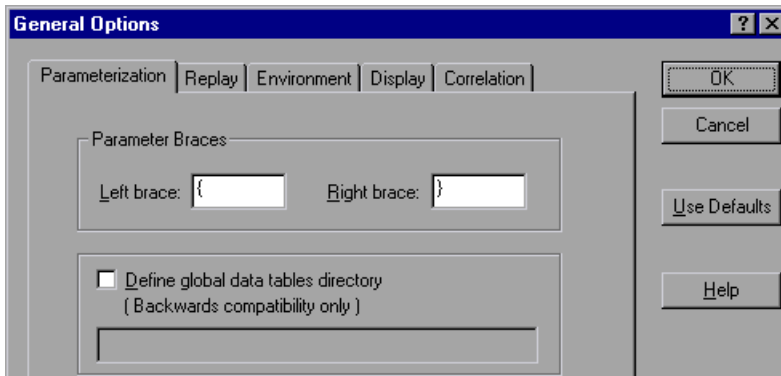 General Options
Parameterization Replay Environment Display Correlation
OK
Cancel
Use Defaults
Help
Parameter Braces
Left brace: { Right brace: }
Define global data tables directory
( Backwards compatibility only )